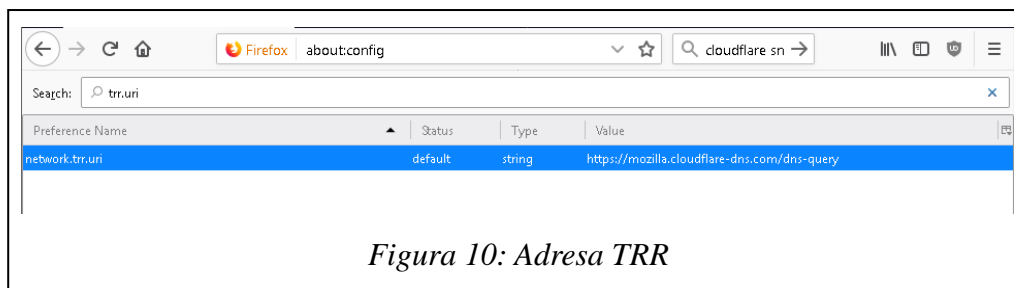 Firefox about:config cloudflare sn
Search: trr.uri
Preference Name Status Type Value
network.trr.uri default string https://mozilla.cloudflare-dns.com/dns-query
Figura 10: Adresa TRR